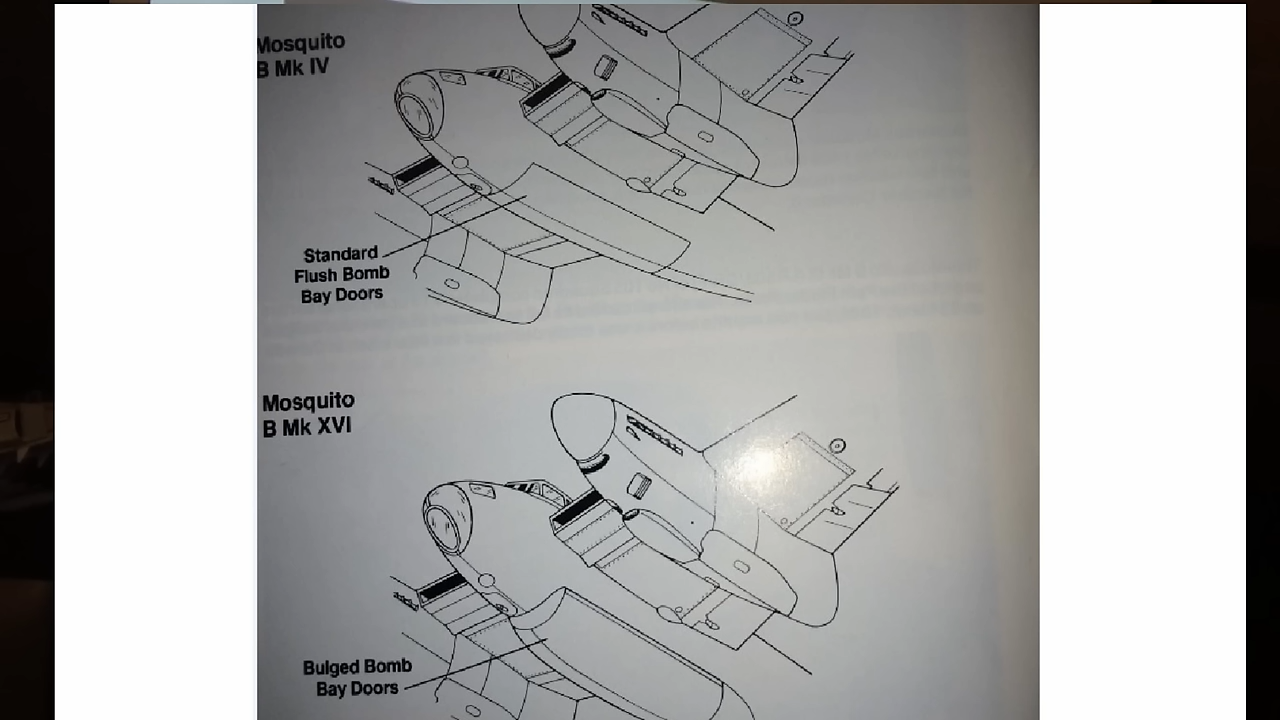 Mosquito
B Mk IV
Standard
Flush Bomb
Bay Doors
Mosquito
B Mk XVI
Bulged Bomb
Bay Doors